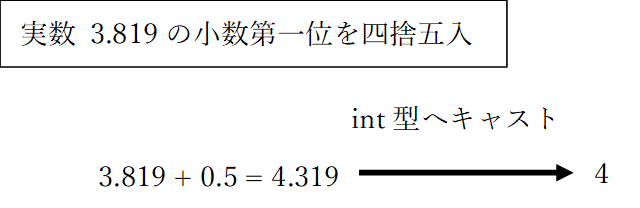 実数 3.819 の小数第一位を四捨五入
int 型へキャスト
3.819 + 0.5 = 4.319 4